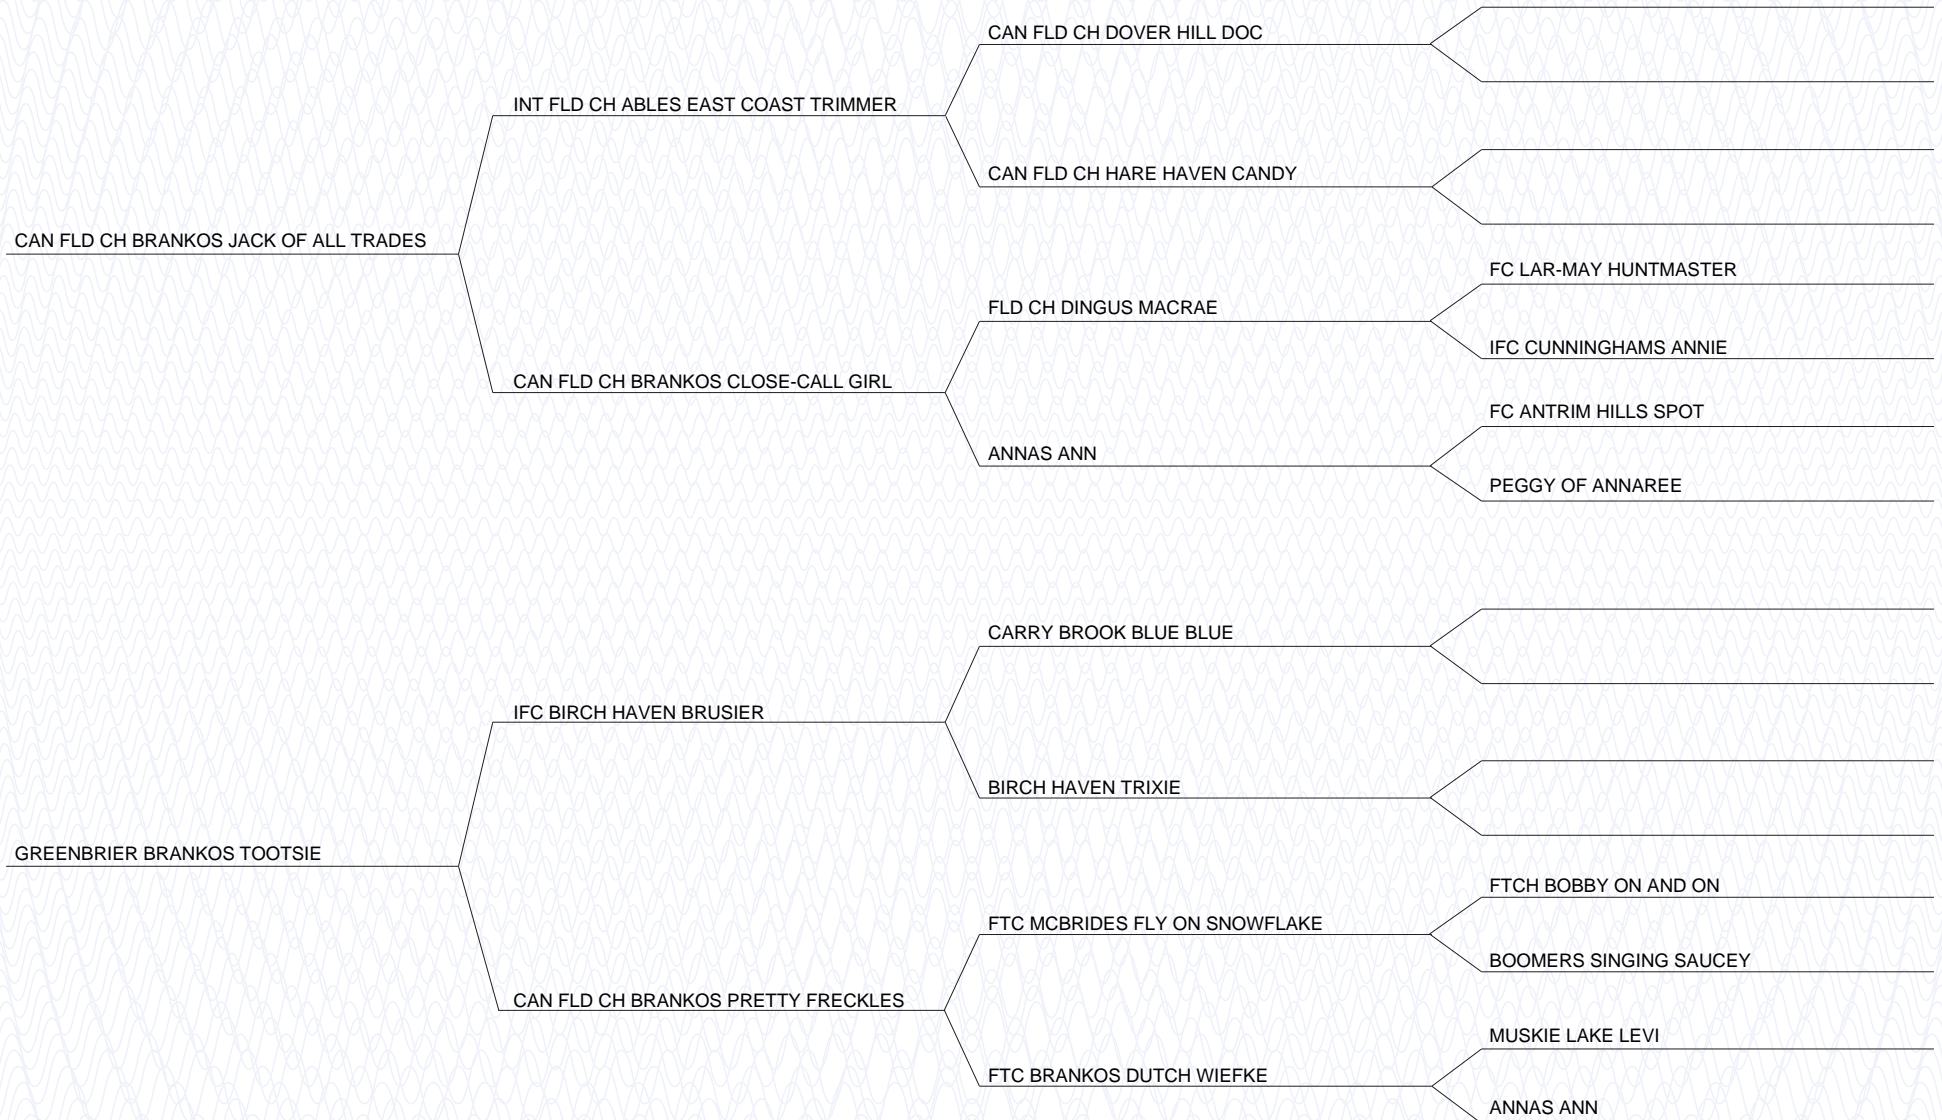 CAN FLD CH DOVER HILL DOC
INT FLD CH ABLES EAST COAST TRIMMER
CAN FLD CH HARE HAVEN CANDY
CAN FLD CH BRANKOS JACK OF ALL TRADES
FC LAR-MAY HUNTMASTER
FLD CH DINGUS MACRAE
IFC CUNNINGHAMS ANNIE
CAN FLD CH BRANKOS CLOSE-CALL GIRL
FC ANTRIM HILLS SPOT
ANNAS ANN
PEGGY OF ANNAREE
CARRY BROOK BLUE BLUE
IFC BIRCH HAVEN BRUSIER
BIRCH HAVEN TRIXIE
GREENBRIER BRANKOS TOOTSIE
FTCH BOBBY ON AND ON
FTC MCBRIDES FLY ON SNOWFLAKE
BOOMERS SINGING SAUCEY
CAN FLD CH BRANKOS PRETTY FRECKLES
MUSKIE LAKE LEVI
FTC BRANKOS DUTCH WIEFKE
ANNAS ANN